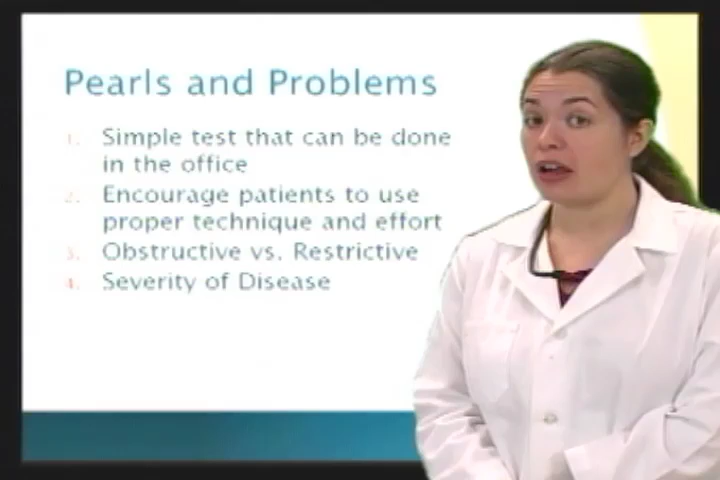 Pearls and Problems
1. Simple test that can be done
in the office
2. Encourage patients to use
proper technique and effort
3. Obstructive vs. Restrictive
4. Severity of Disease